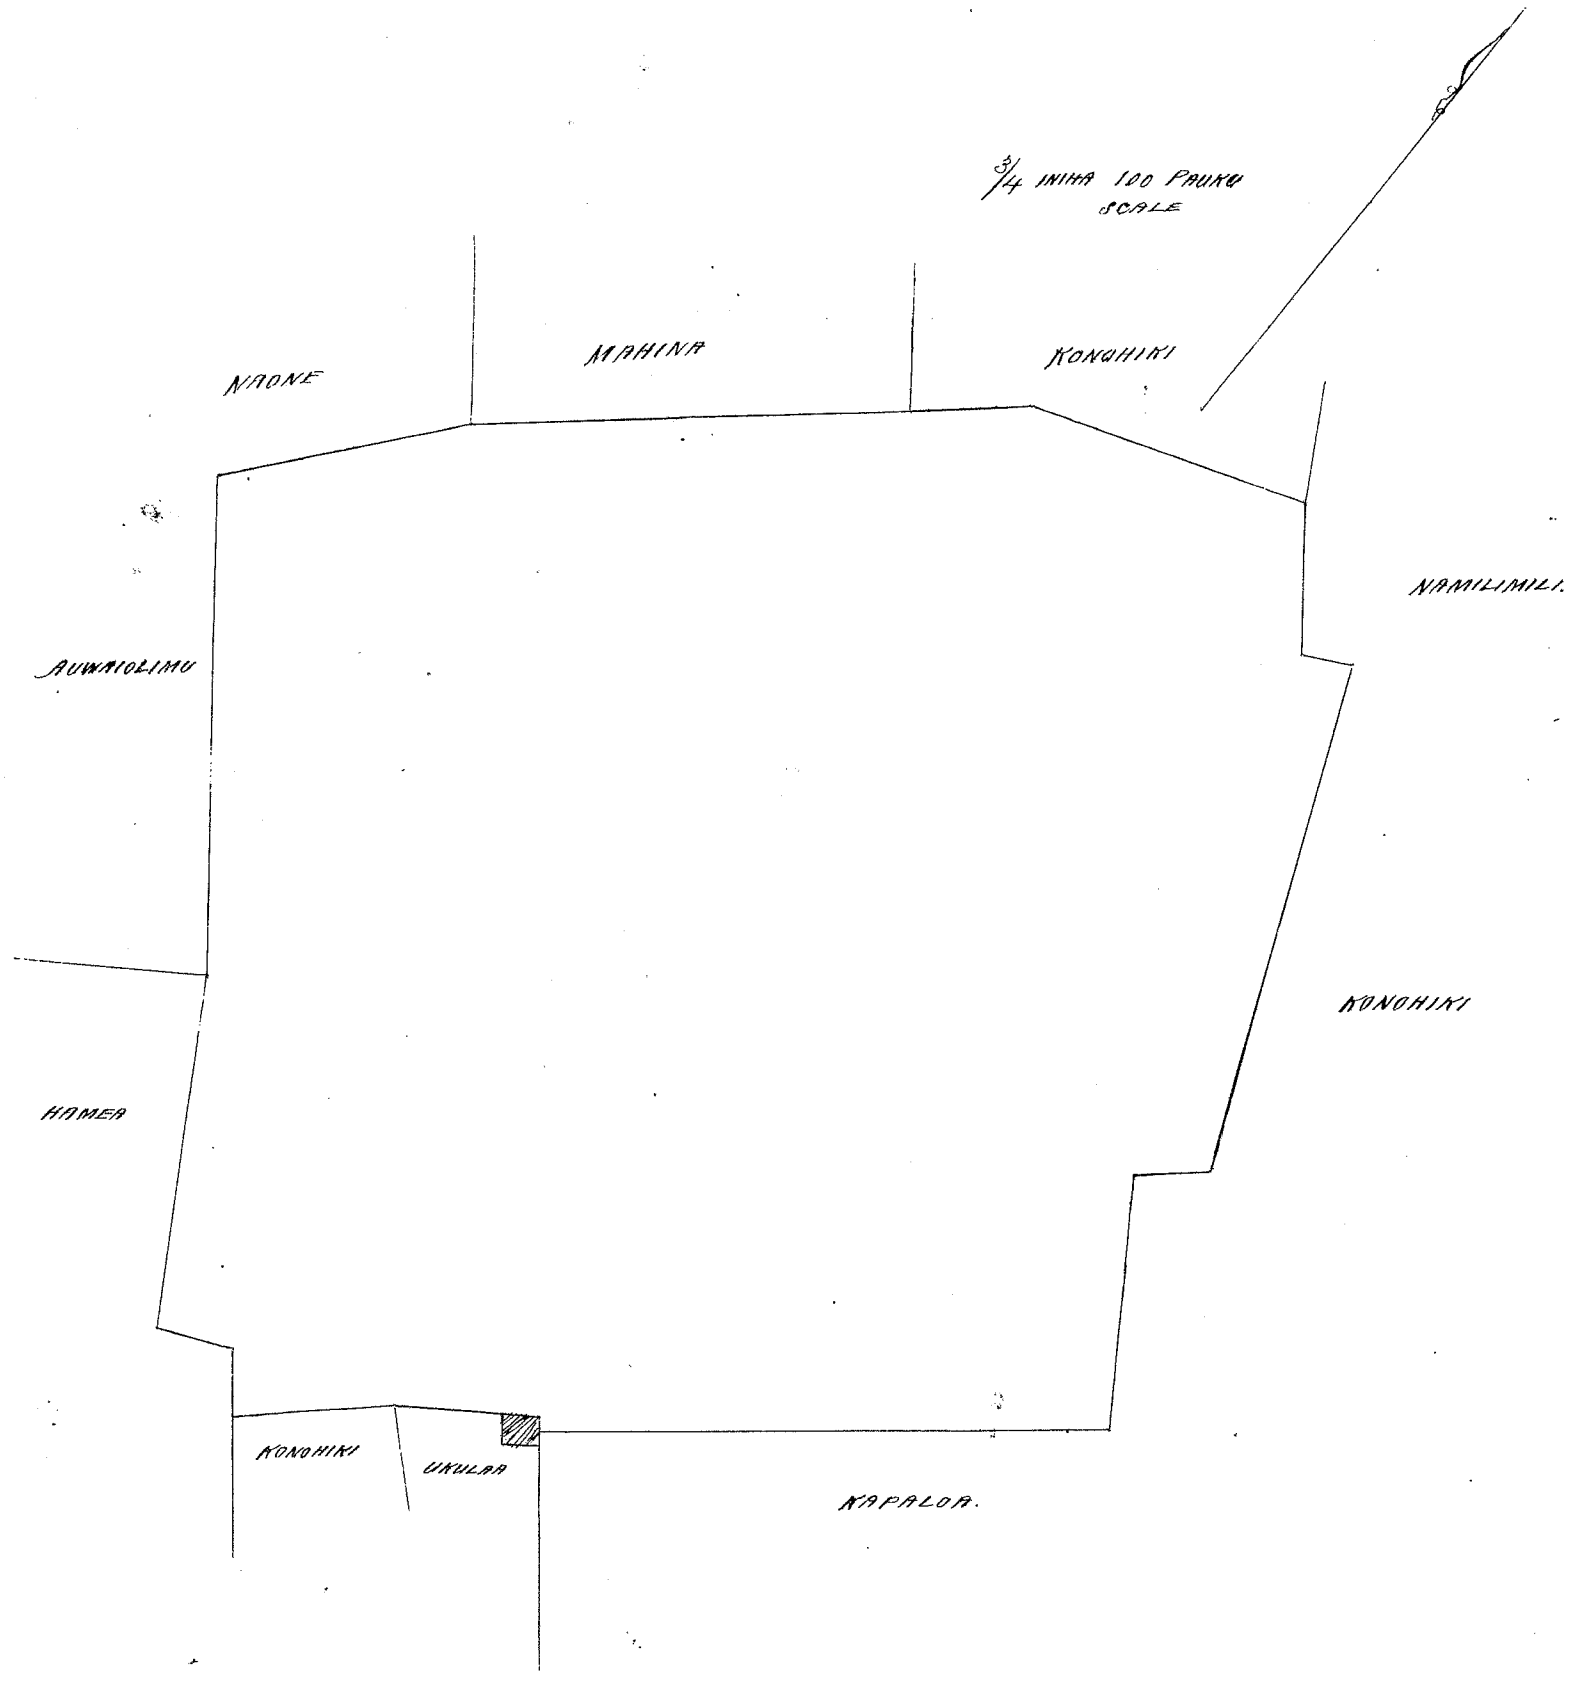 3/4 INIHA 100 PAUKU
SCALE
NAONE
MAHINA
KONOHIKI
NAMILIMILI.
AUWAIOLIMU
KONOHIKI
HAMEA
KONOHIKI
UKULAA
KAPALOA.